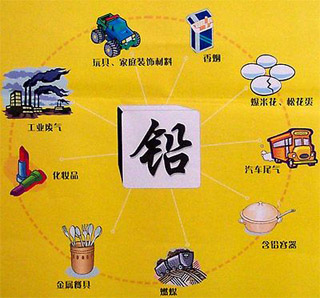 玩具、家庭装饰材料
香烟
工业废气
爆米花、松花蛋
铅
化妆品
汽车尾气
含铅容器
金属餐具
燃煤